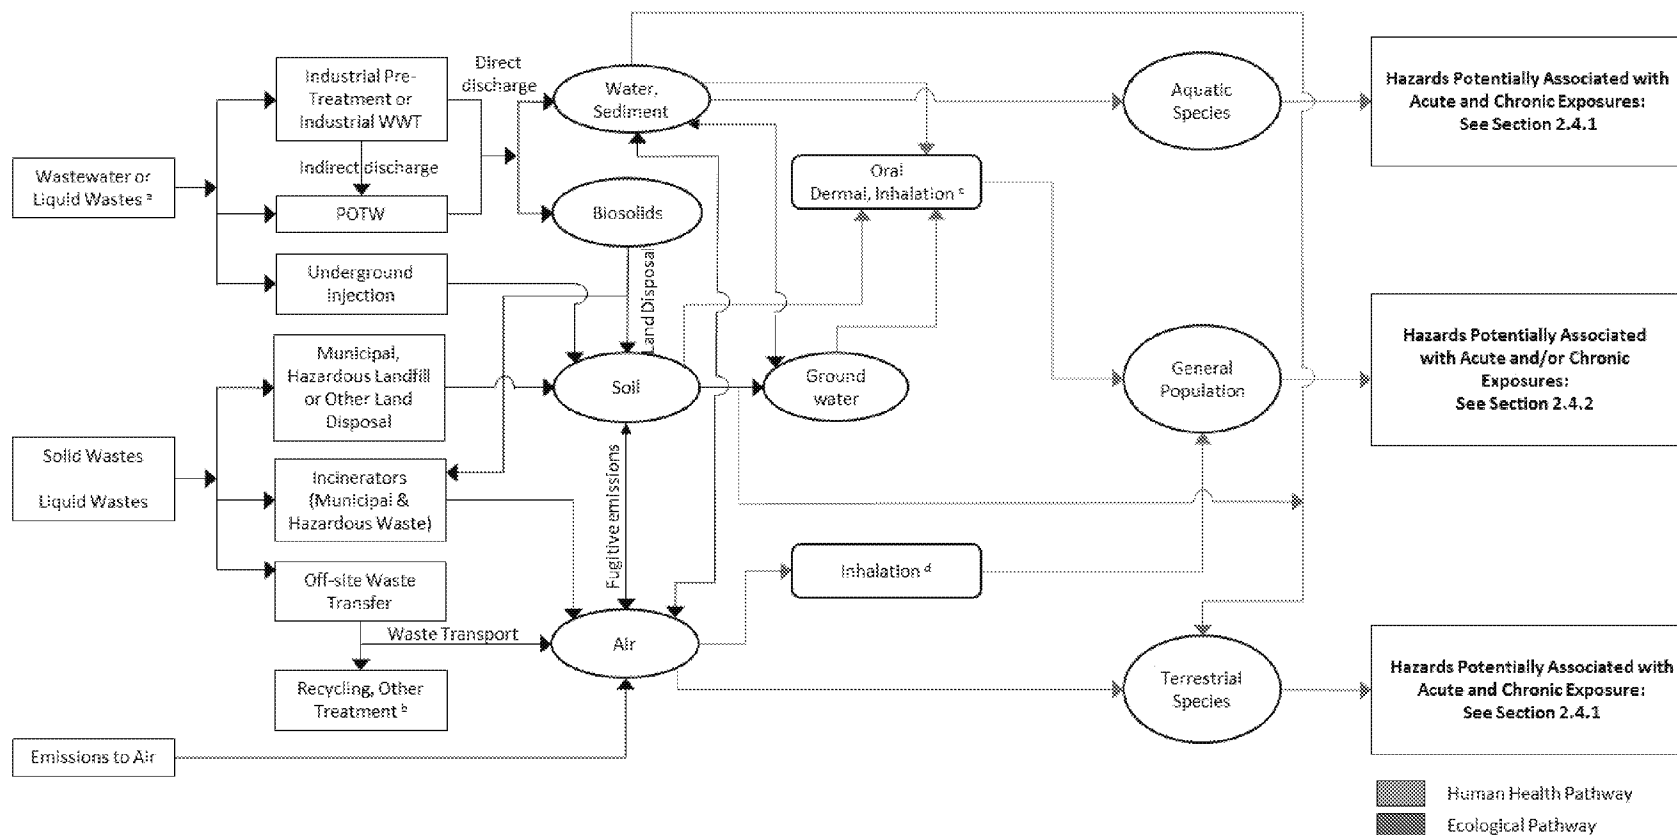 Wastewater or
Liquid Wastes a
Solid Wastes
Liquid Wastes
Emissions to Air
Industrial Pre-
Treatment or
Industrial WWT
Indirect discharge
POTW
Underground
Injection
Municipal,
Hazardous Landfill
or Other Land
Disposal
Incinerators
(Municipal &
Hazardous Waste)
Off-site Waste
Transfer
Waste Transport
Recycling, Other
Treatment b
Direct
discharge
Water,
Sediment
Biosolids
Land Disposal
Soil
Fugitive emissions
Air
Ground
water
Oral
Dermal, Inhalation c
Inhalation d
Aquatic
Species
General
Population
Terrestrial
Species
Hazards Potentially Associated with
Acute and Chronic Exposures:
See Section 2.4.1
Hazards Potentially Associated
with Acute and/or Chronic
Exposures:
See Section 2.4.2
Hazards Potentially Associated with
Acute and Chronic Exposure:
See Section 2.4.1
Human Health Pathway
Ecological Pathway